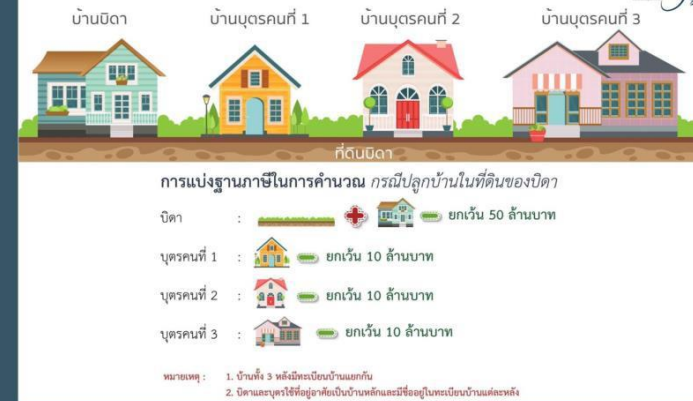 บ้านบิดา บ้านบุตรคนที่ 1 บ้านบุตรคนที่ 2 บ้านบุตรคนที่ 3
ที่ดินบิดา
การแบ่งฐานภาษีในการคำนวณ กรณีปลูกบ้านในที่ดินของบิดา
บิดา : ยกเว้น 50 ล้านบาท
บุตรคนที่ 1 : ยกเว้น 10 ล้านบาท
บุตรคนที่ 2 : ยกเว้น 10 ล้านบาท
บุตรคนที่ 3 : ยกเว้น 10 ล้านบาท
หมายเหตุ : 1. บ้านทั้ง 3 หลังมีทะเบียนบ้านแยกกัน
2. บิดาและบุตรใช้ที่อยู่อาศัยเป็นบ้านหลักและมีชื่ออยู่ในทะเบียนบ้านแต่ละหลัง